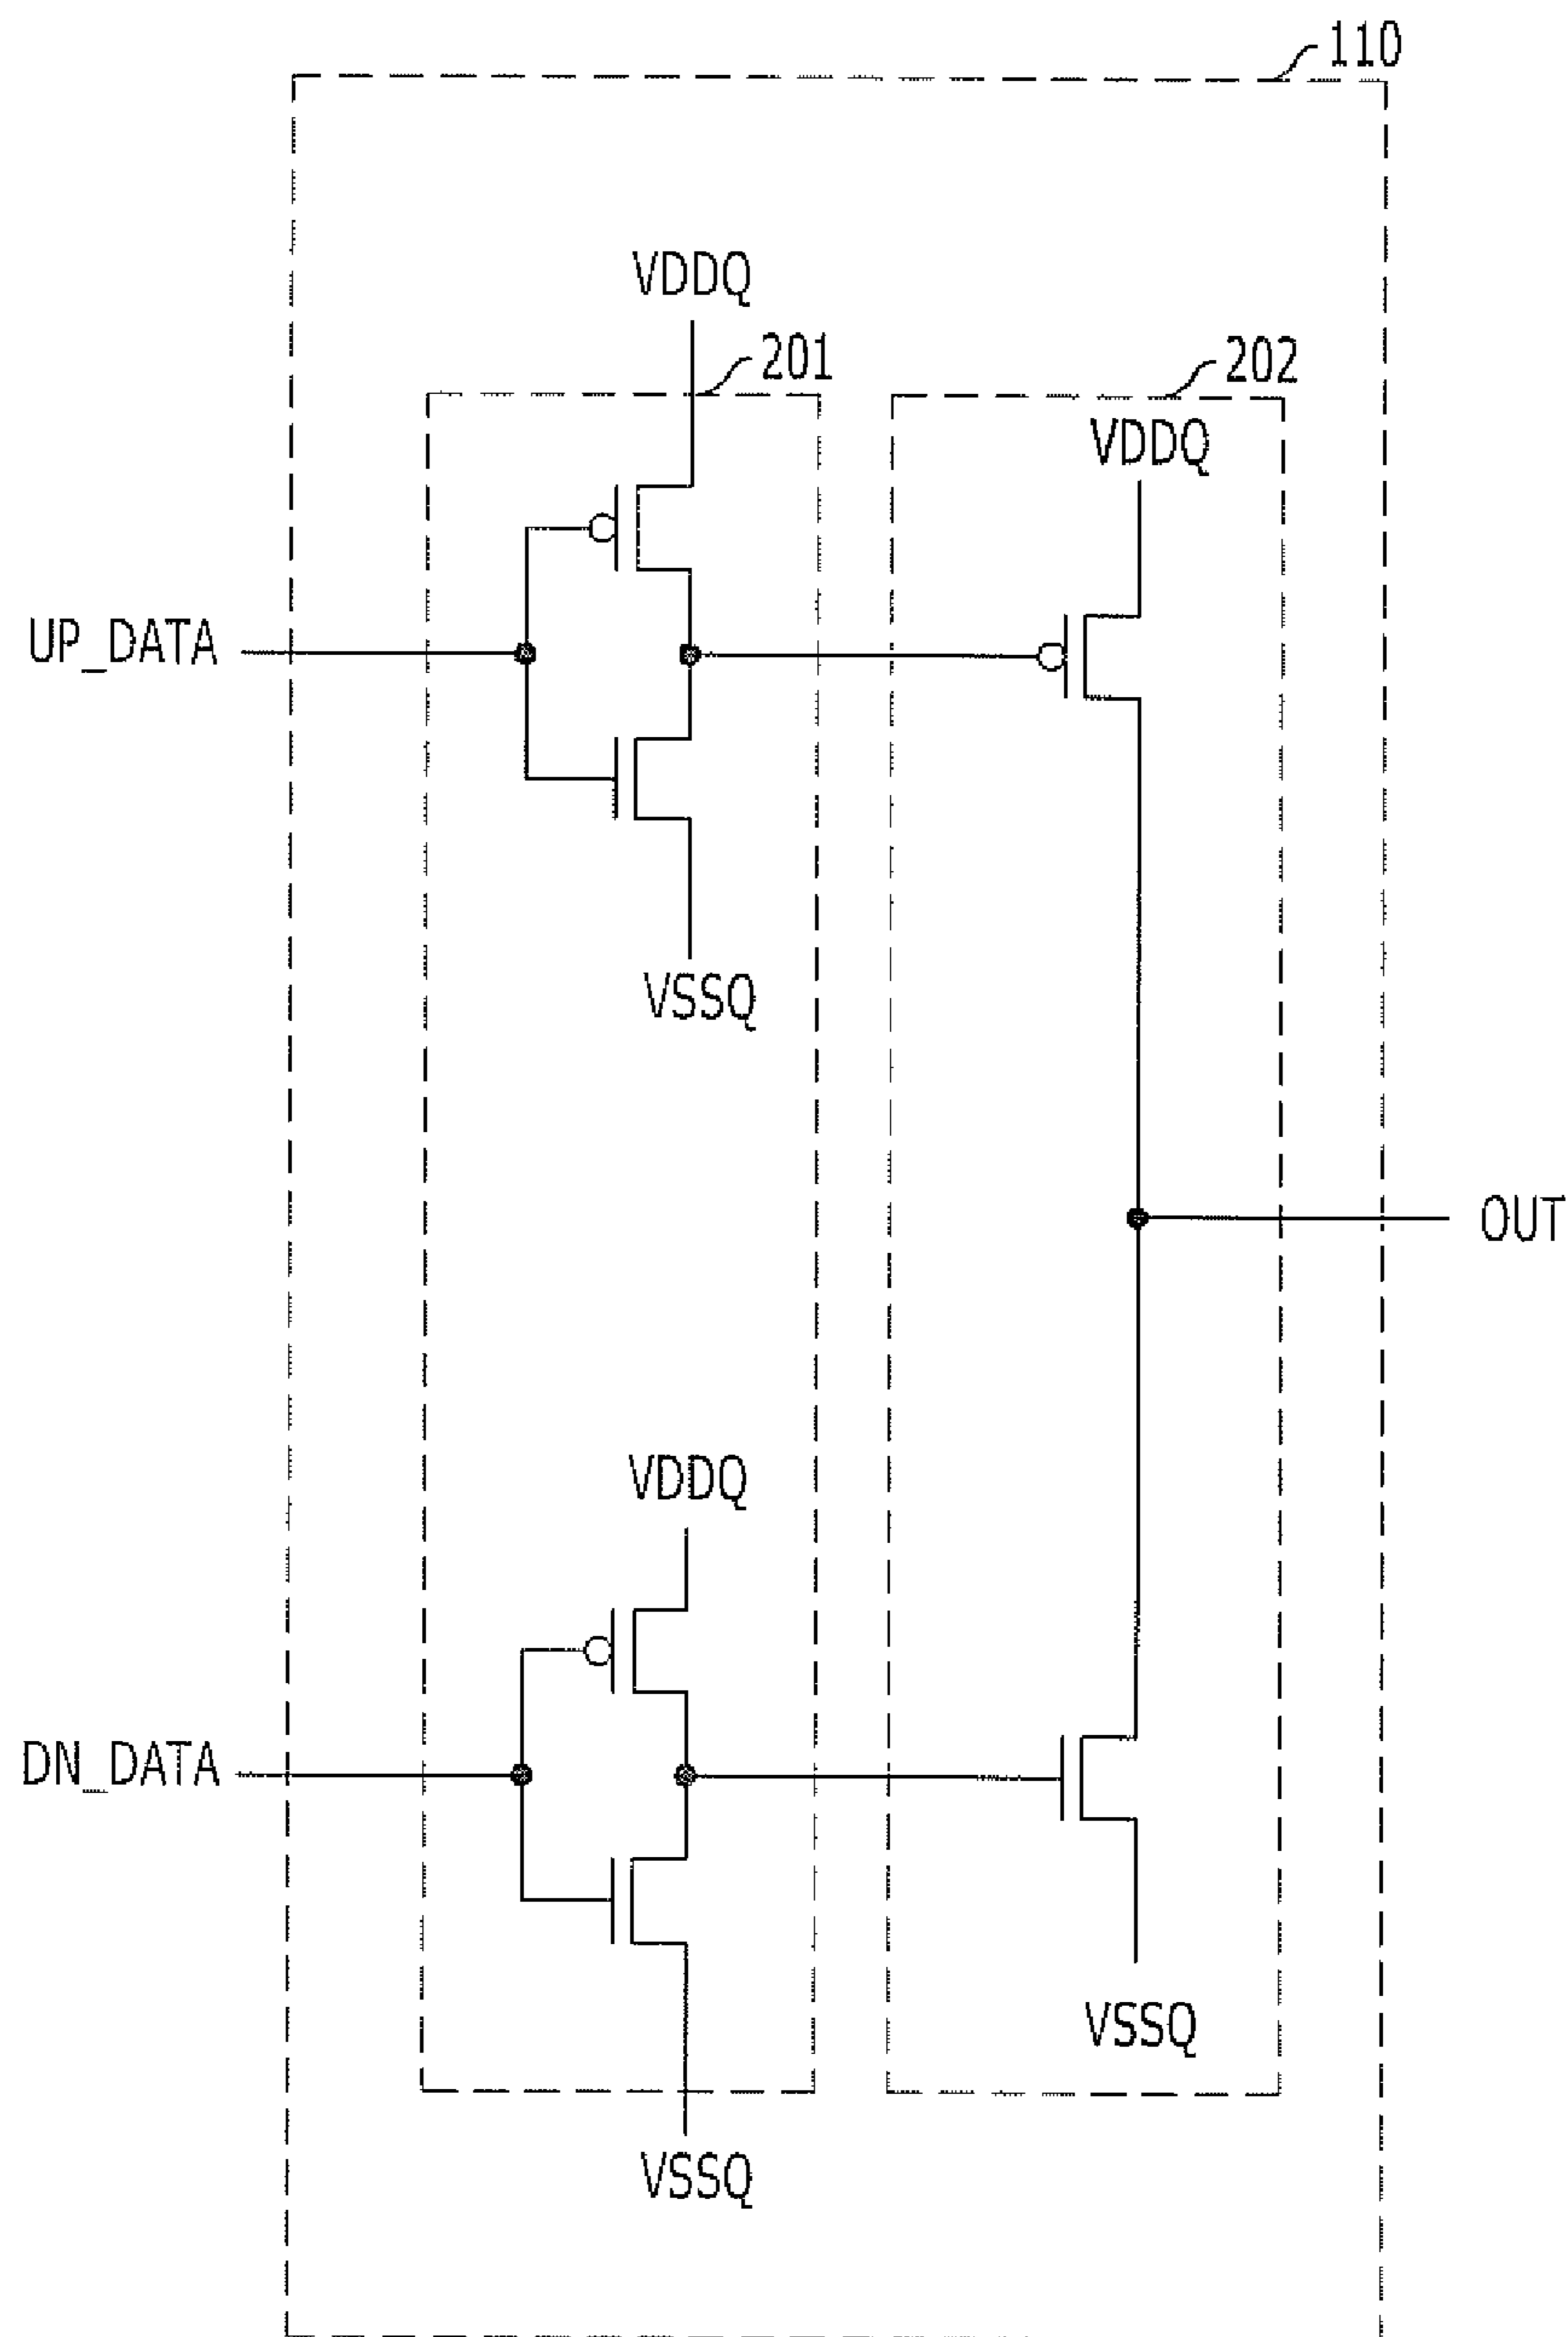 110
VDDQ
201
202
VDDQ
UP_DATA
VSSQ
OUT
VDDQ
DN_DATA
VSSQ
VSSQ